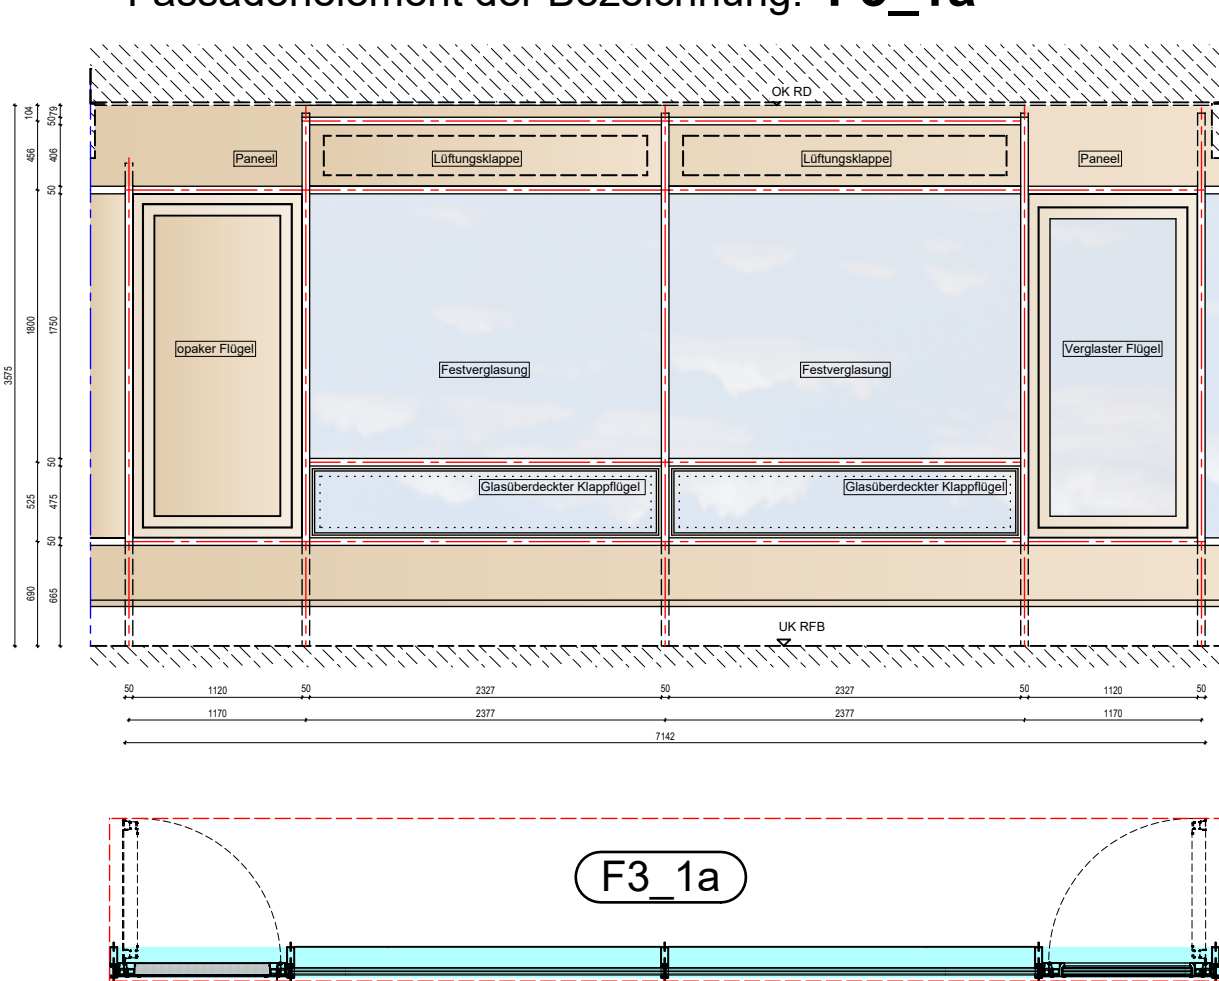 Fassadenelement der Bezeichnung: F3_1a
OK RD
Paneel
Lüftungsklappe
Lüftungsklappe
Paneel
opaker Flügel
Festverglasung
Festverglasung
Verglaster Flügel
Glasüberdeckter Klappflügel
Glasüberdeckter Klappflügel
UK RFB
3575
104
456
1800
525
690
50 79
406
50
1750
50
475
50
665
50 1120 50 2327 50 2327 50 1120 50
1170 2377 2377 1170
7142
F3_1a